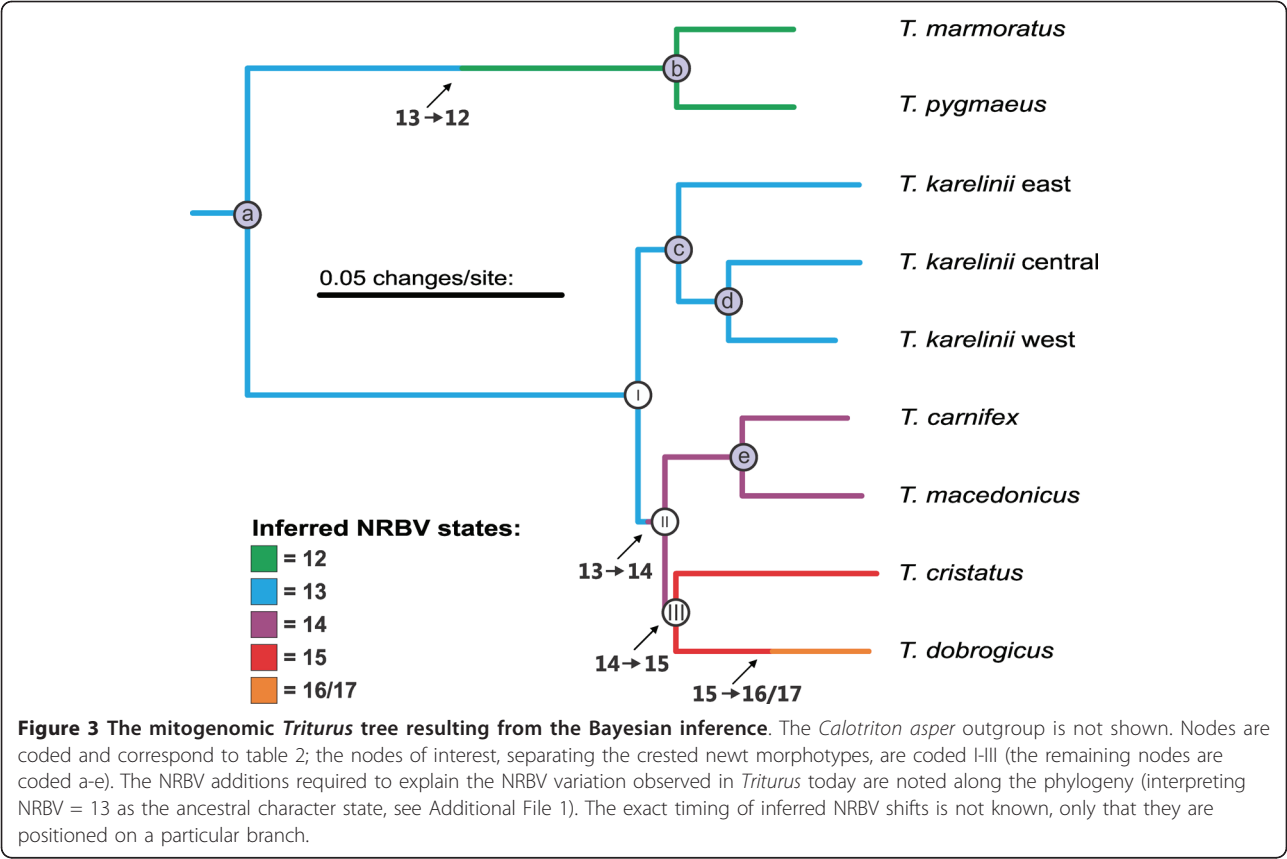 T. marmoratus
b
13→12
T. pygmaeus
T. karelinii east
a
c
0.05 changes/site:
T. karelinii central
d
T. karelinii west
I
T. carnifex
e
T. macedonicus
II
Inferred NRBV states:
= 12
= 13
= 14
= 15
= 16/17
13→14
T. cristatus
III
14→15
T. dobrogicus
15→16/17
Figure 3 The mitogenomic Triturus tree resulting from the Bayesian inference. The Calotriton asper outgroup is not shown. Nodes are
coded and correspond to table 2; the nodes of interest, separating the crested newt morphotypes, are coded I-III (the remaining nodes are
coded a-e). The NRBV additions required to explain the NRBV variation observed in Triturus today are noted along the phylogeny (interpreting
NRBV = 13 as the ancestral character state, see Additional File 1). The exact timing of inferred NRBV shifts is not known, only that they are
positioned on a particular branch.